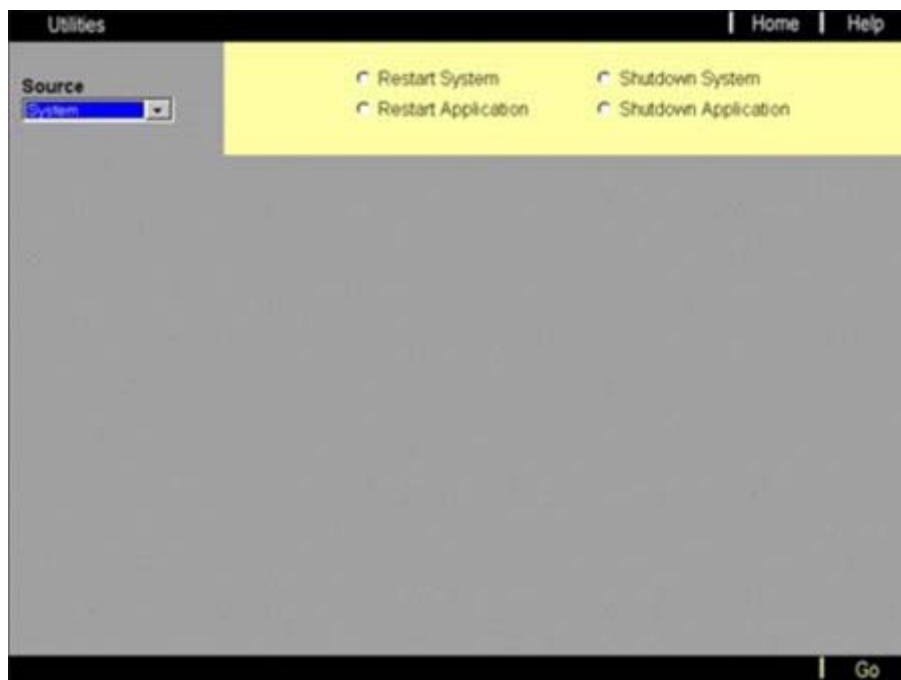 Utilities
Home
Help
Source
System
Restart System
Shutdown System
Restart Application
Shutdown Application
Go